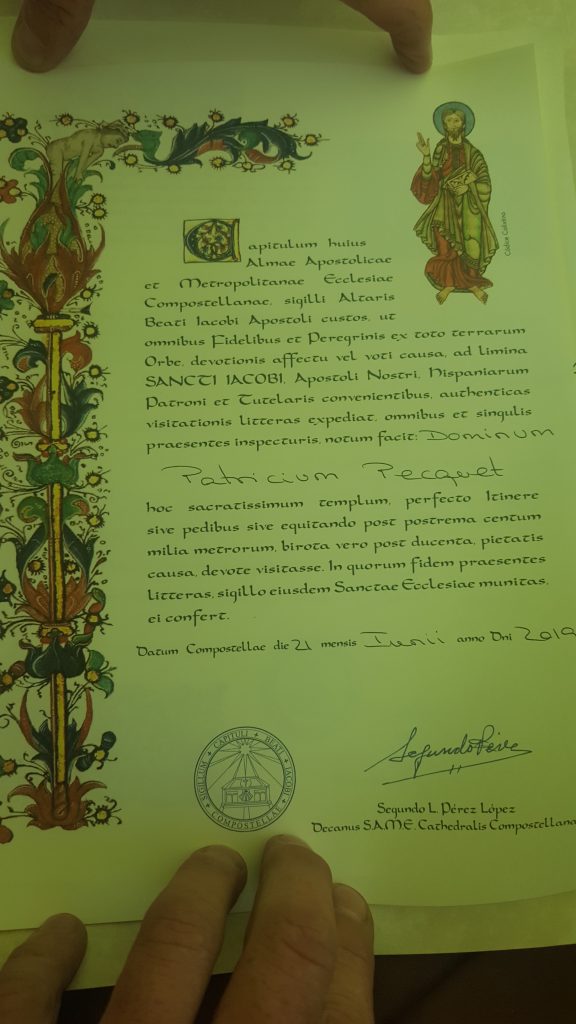 Capitulum huius
Almae Apostolicae
et Metropolitanae Ecclesiae
Compostellanae, sigilli Altaris
Beati Iacobi Apostoli custos, ut
omnibus Fidelibus et Peregrinis ex toto terrarum
Orbe, devotionis affectu vel voti causa, ad limina
SANCTI IACOBI, Apostoli Nostri, Hispaniarum
Patroni et Tutelaris convenientibus, authenticas
visitationis litteras expediat, omnibus et singulis
praesentes inspecturis, notum facit: Dominum
Patricium Pecquet
hoc sacratissimum templum, perfecto Itinere
sive pedibus sive equitando post postrema centum
milia metrorum, birota vero post ducenta, pietatis
causa, devote visitasse. In quorum fidem praesentes
litteras, sigillo eiusdem Sanctae Ecclesiae munitas,
ei confert.
Datum Compostellae die 21 mensis Iunii anno Dni 2019
Códice Calixtino
SIGILLUM CAPITULI BEATI IACOBI
COMPOSTELLAE
Segundo Pérez
Segundo L. Pérez López
Decanus S.A.M.E. Cathedralis Compostellana